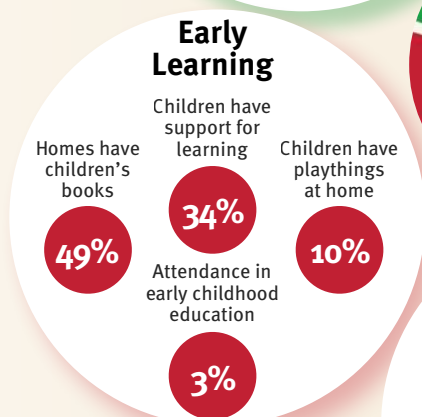 Early
Learning
Children have
support for
learning
34%
Homes have
children's
books
49%
Children have
playthings
at home
10%
Attendance in
early childhood
education
3%